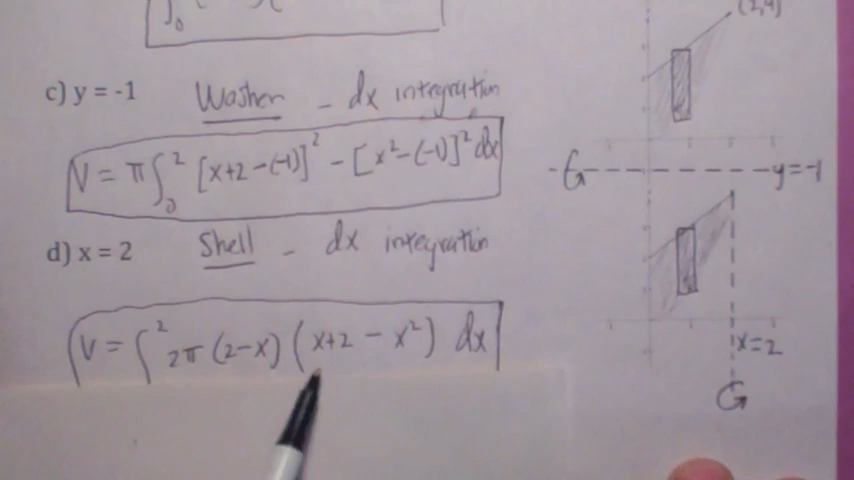 ∫₀
(2,4)
c) y = -1 Washer - dx integration
V = π∫₀² [x+2-(-1)]² - [x²-(-1)]² dx
y=-1
d) x = 2 Shell - dx integration
V = ∫² 2π (2-x) (x+2 - x²) dx
x=2